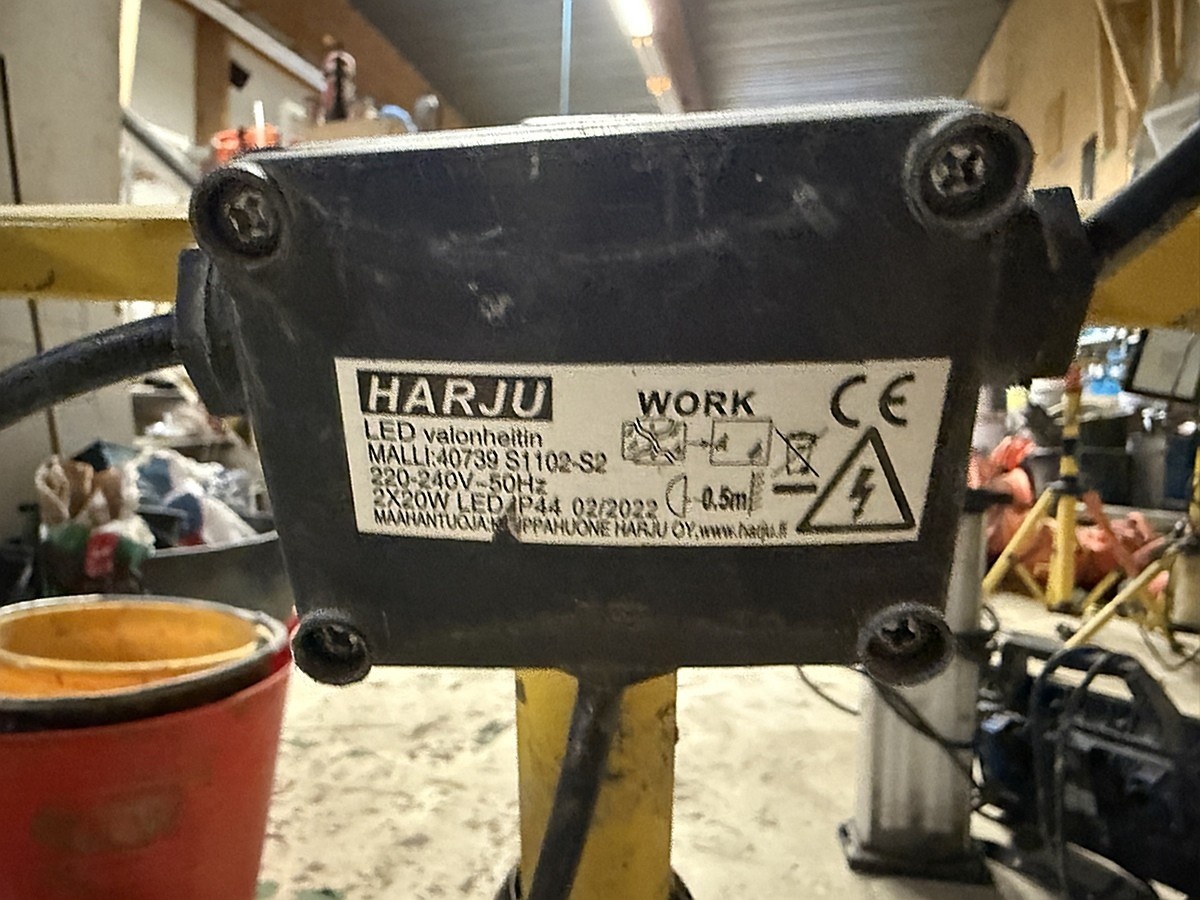 HARJU
WORK
CE
LED valonheitin
MALLI:40739 S1102-S2
220-240V~50Hz
2X20W LED IP44 02/2022
0.5m
MAAHANTUOJA: HARJU OY,www.harju.fi